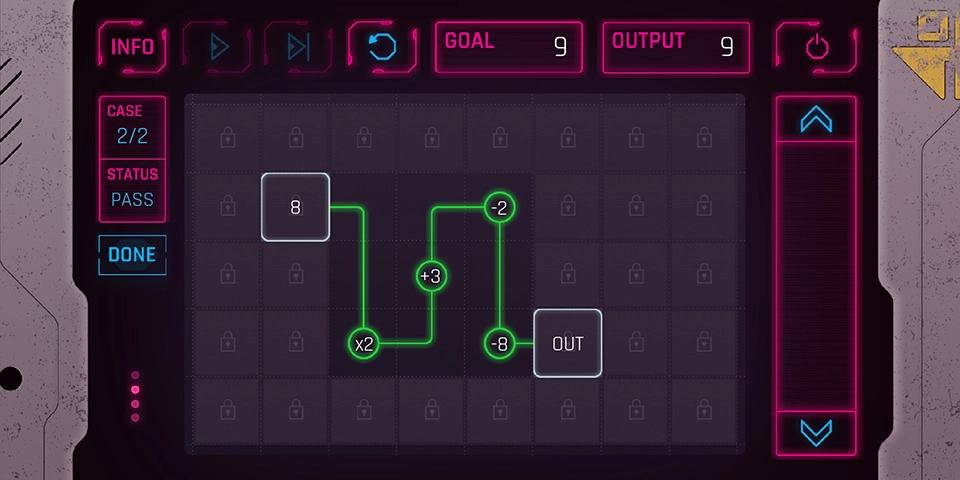 INFO
GOAL 9
OUTPUT 9
CASE
2/2
STATUS
PASS
DONE
8
-2
+3
x2
-8
OUT